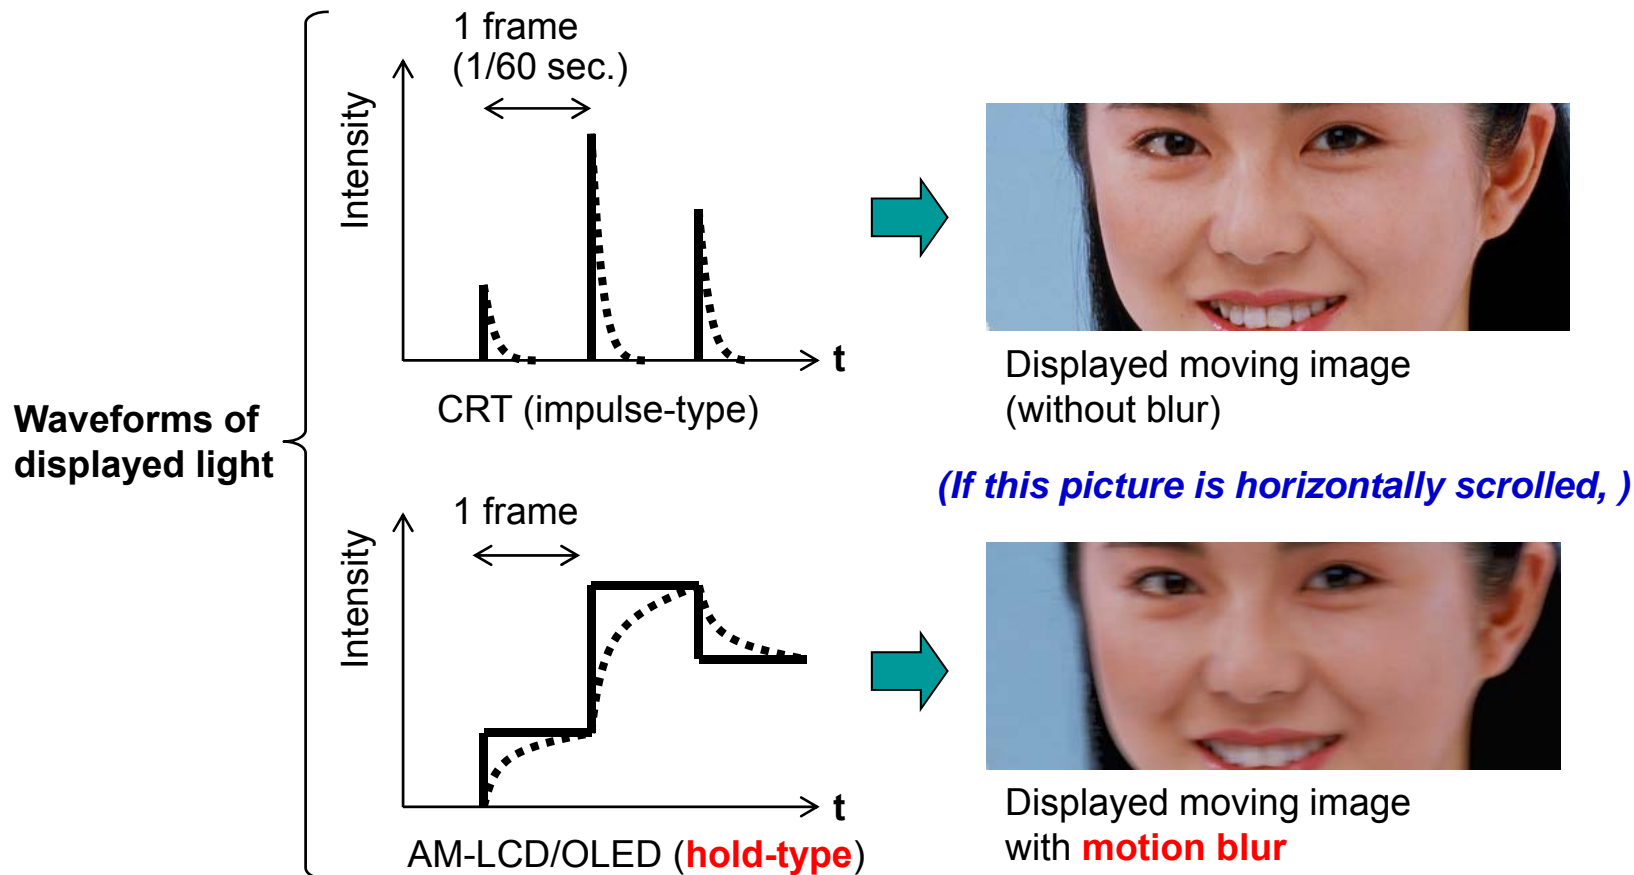 1 frame
(1/60 sec.)
Intensity
t
CRT (impulse-type)
Displayed moving image
(without blur)
Waveforms of
displayed light
(If this picture is horizontally scrolled, )
1 frame
Intensity
t
AM-LCD/OLED (hold-type)
Displayed moving image
with motion blur